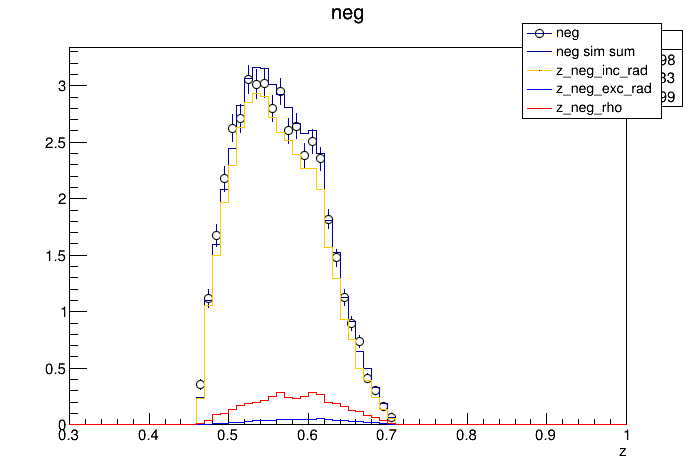 neg
neg
neg sim sum
z_neg_inc_rad
z_neg_exc_rad
z_neg_rho
98
33
99
3
2.5
2
1.5
1
0.5
0
0.3 0.4 0.5 0.6 0.7 0.8 0.9 1
z